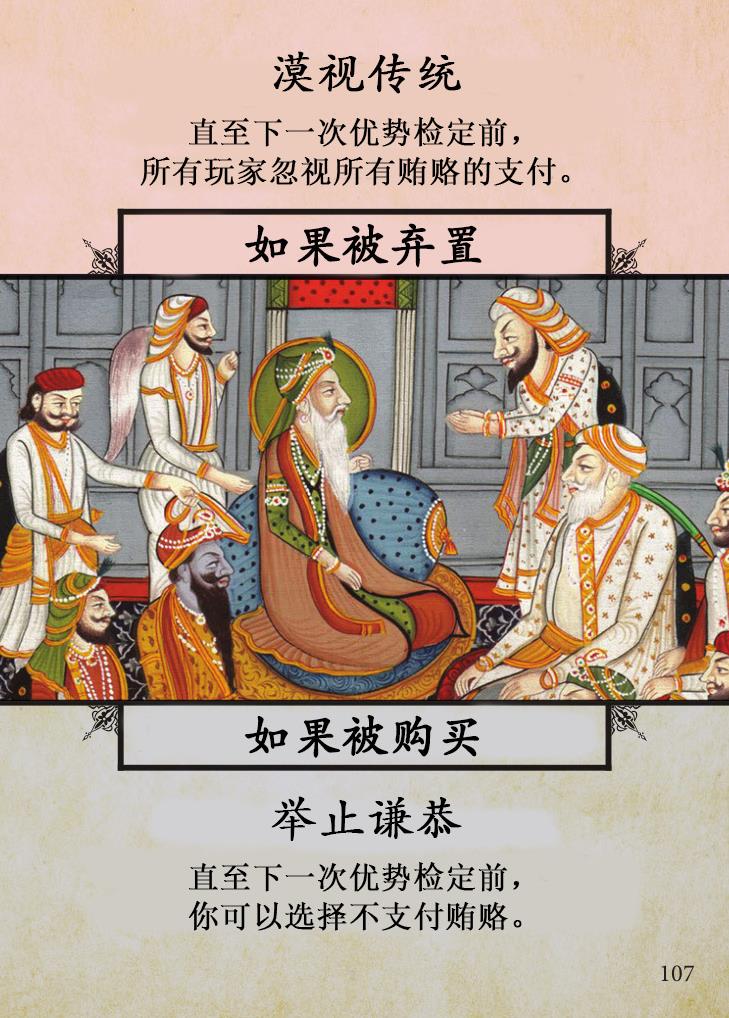 漠视传统
直至下一次优势检定前，
所有玩家忽视所有贿赂的支付。
如果被弃置
如果被购买
举止谦恭
直至下一次优势检定前，
你可以选择不支付贿赂。
107